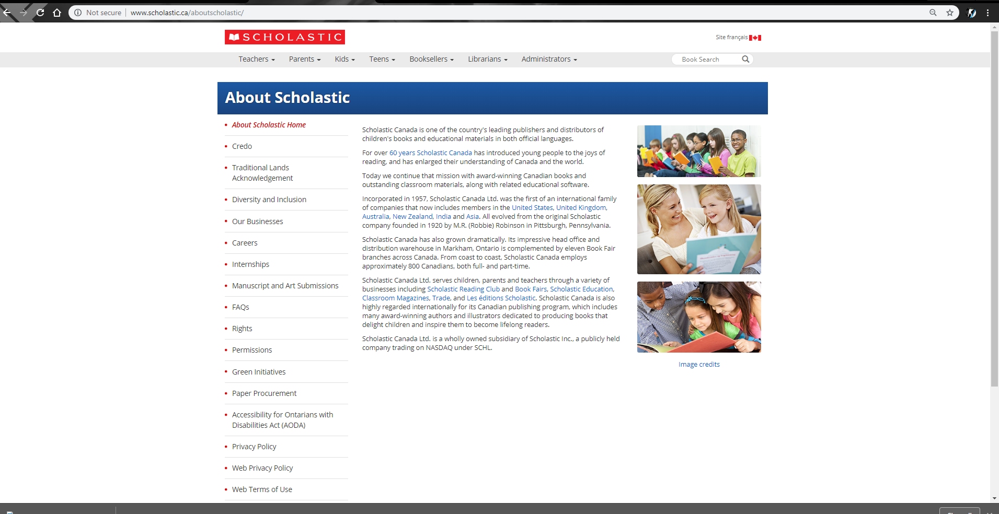 Not secure
www.scholastic.ca/aboutscholastic/
SCHOLASTIC
Site français
Teachers
Parents
Kids
Teens
Booksellers
Librarians
Administrators
Book Search
About Scholastic
About Scholastic Home
Credo
Traditional Lands
Acknowledgement
Diversity and Inclusion
Our Businesses
Careers
Internships
Manuscript and Art Submissions
FAQs
Rights
Permissions
Green Initiatives
Paper Procurement
Accessibility for Ontarians with
Disabilities Act (AODA)
Privacy Policy
Web Privacy Policy
Web Terms of Use
Scholastic Canada is one of the country's leading publishers and distributors of
children's books and educational materials in both official languages.
For over 60 years Scholastic Canada has introduced young people to the joys of
reading, and has enlarged their understanding of Canada and the world.
Today we continue that mission with award-winning Canadian books and
outstanding classroom materials, along with related educational software.
Incorporated in 1957, Scholastic Canada Ltd. was the first of an international family
of companies that now includes members in the United States, United Kingdom,
Australia, New Zealand, India and Asia. All evolved from the original Scholastic
company founded in 1920 by M.R. (Robbie) Robinson in Pittsburgh, Pennsylvania.
Scholastic Canada has also grown dramatically. Its impressive head office and
distribution warehouse in Markham, Ontario is complemented by eleven Book Fair
branches across Canada. From coast to coast, Scholastic Canada employs
approximately 800 Canadians, both full- and part-time.
Scholastic Canada Ltd. serves children, parents and teachers through a variety of
businesses including Scholastic Reading Club and Book Fairs, Scholastic Education,
Classroom Magazines, Trade, and Les éditions Scholastic. Scholastic Canada is also
highly regarded internationally for its Canadian publishing program, which includes
many award-winning authors and illustrators dedicated to producing books that
delight children and inspire them to become lifelong readers.
Scholastic Canada Ltd. is a wholly owned subsidiary of Scholastic Inc., a publicly held
company trading on NASDAQ under SCHL.
Image credits